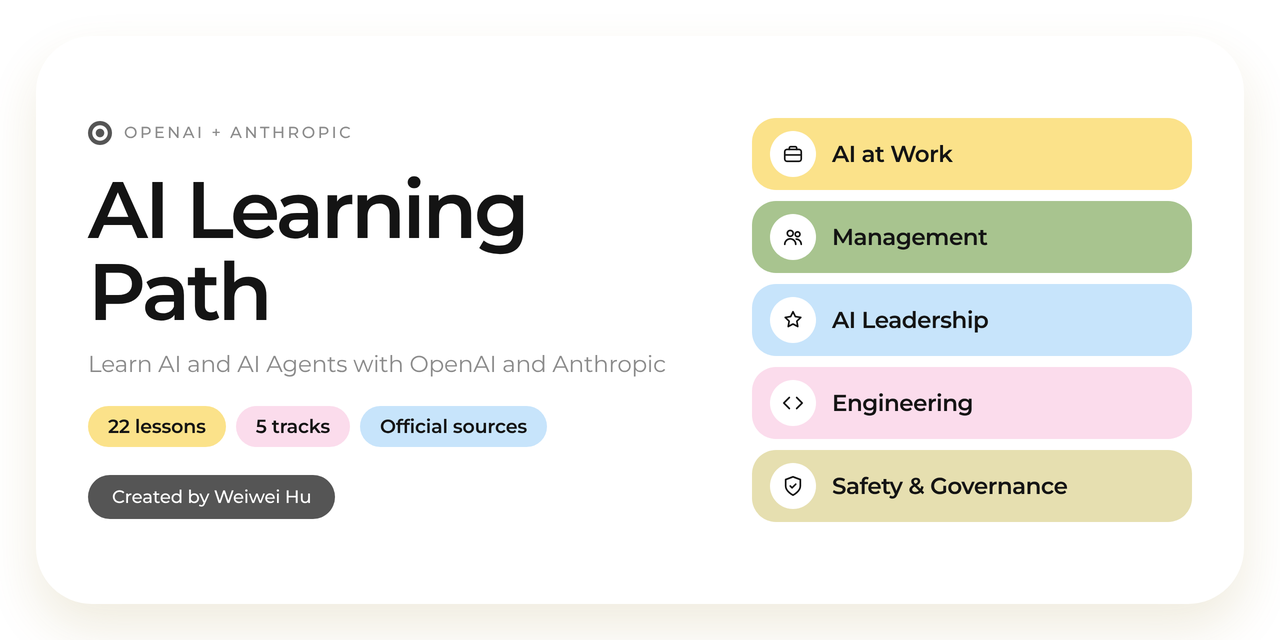 OPENAI + ANTHROPIC
AI Learning
Path
Learn AI and AI Agents with OpenAI and Anthropic
22 lessons
5 tracks
Official sources
Created by Weiwei Hu
AI at Work
Management
AI Leadership
Engineering
Safety & Governance